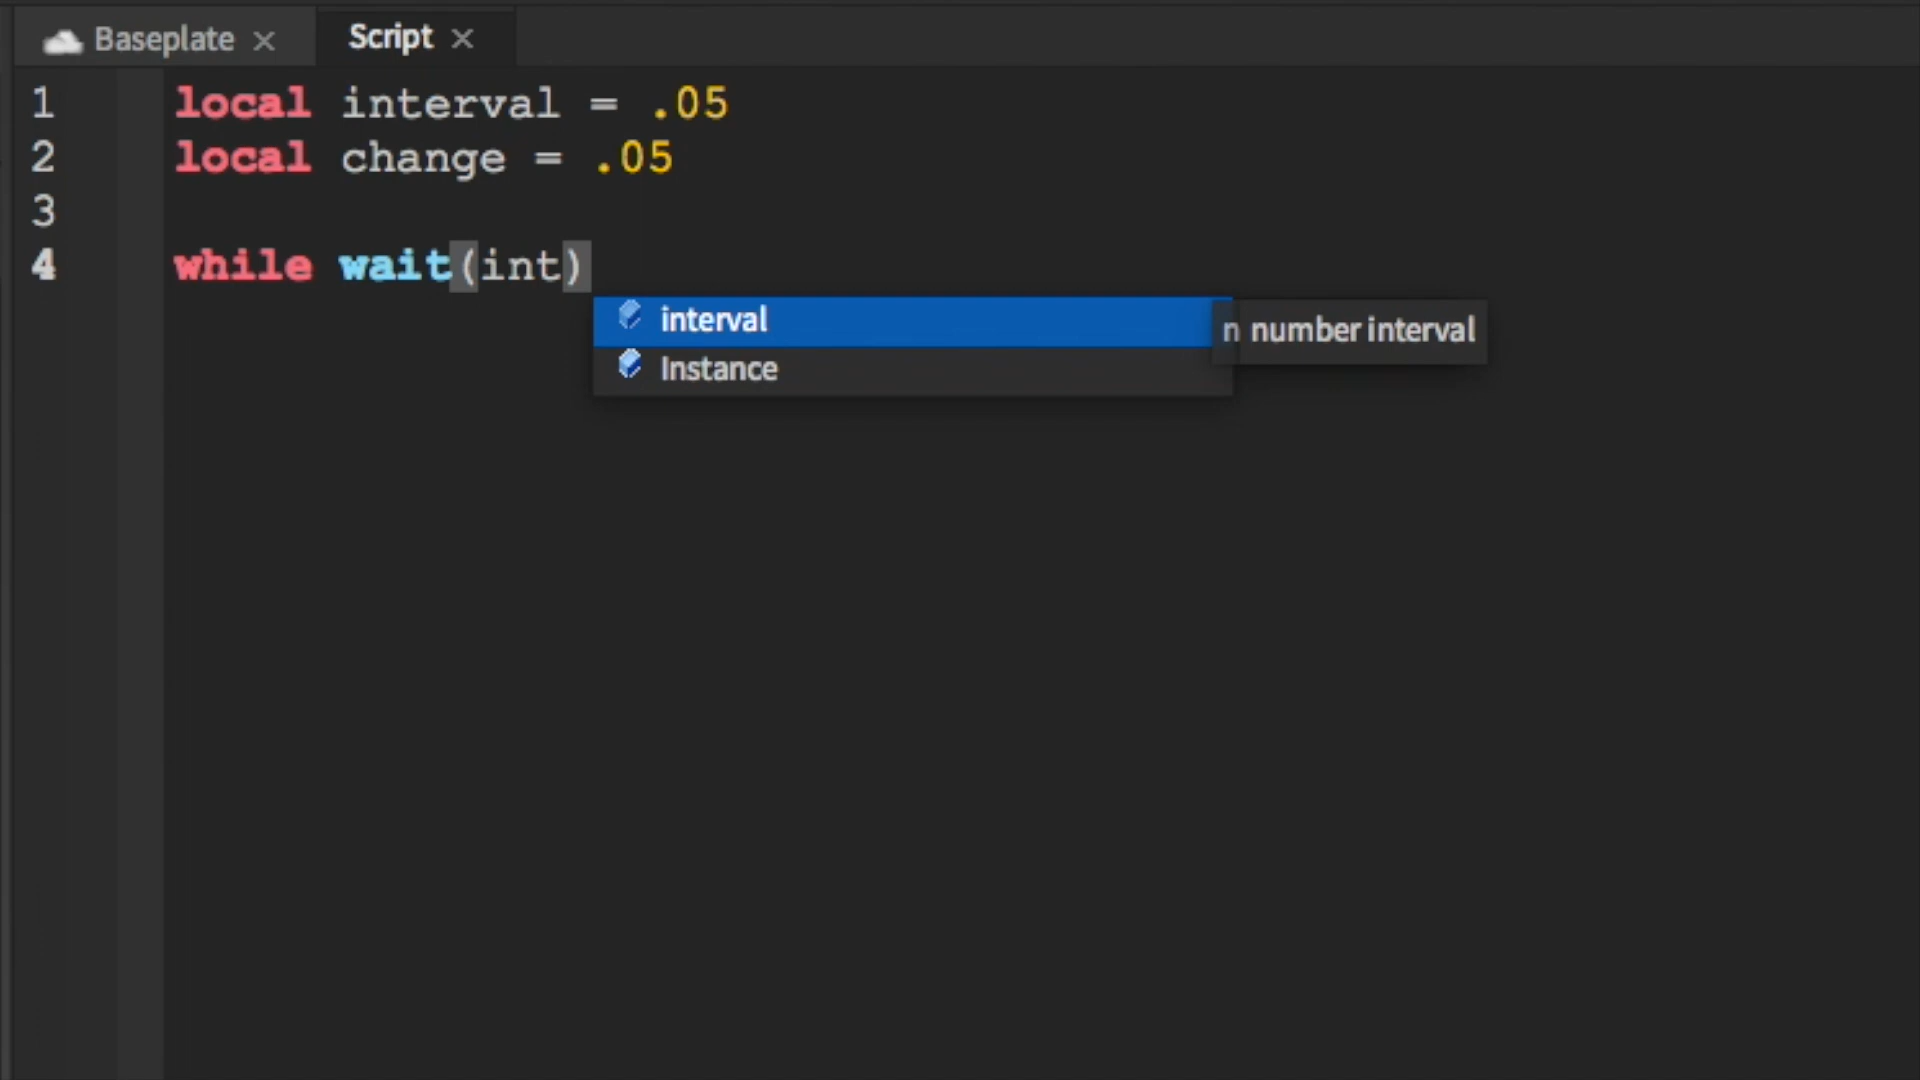 Baseplate
Script
1 local interval = .05
2 local change = .05
3
4 while wait(int)
interval
Instance
n number interval